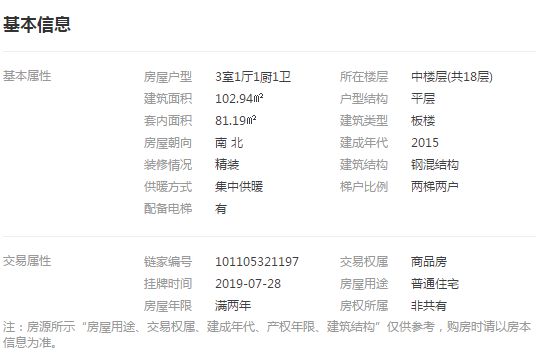 基本信息
基本属性 房屋户型 3室1厅1厨1卫 所在楼层 中楼层(共18层)
建筑面积 102.94㎡ 户型结构 平层
套内面积 81.19㎡ 建筑类型 板楼
房屋朝向 南 北 建成年代 2015
装修情况 精装 建筑结构 钢混结构
供暖方式 集中供暖 梯户比例 两梯两户
配备电梯 有
交易属性 链家编号 101105321197 交易权属 商品房
挂牌时间 2019-07-28 房屋用途 普通住宅
房屋年限 满两年 房权所属 非共有
注：房源所示“房屋用途、交易权属、建成年代、产权年限、建筑结构”仅供参考，购房时请以房本
信息为准。